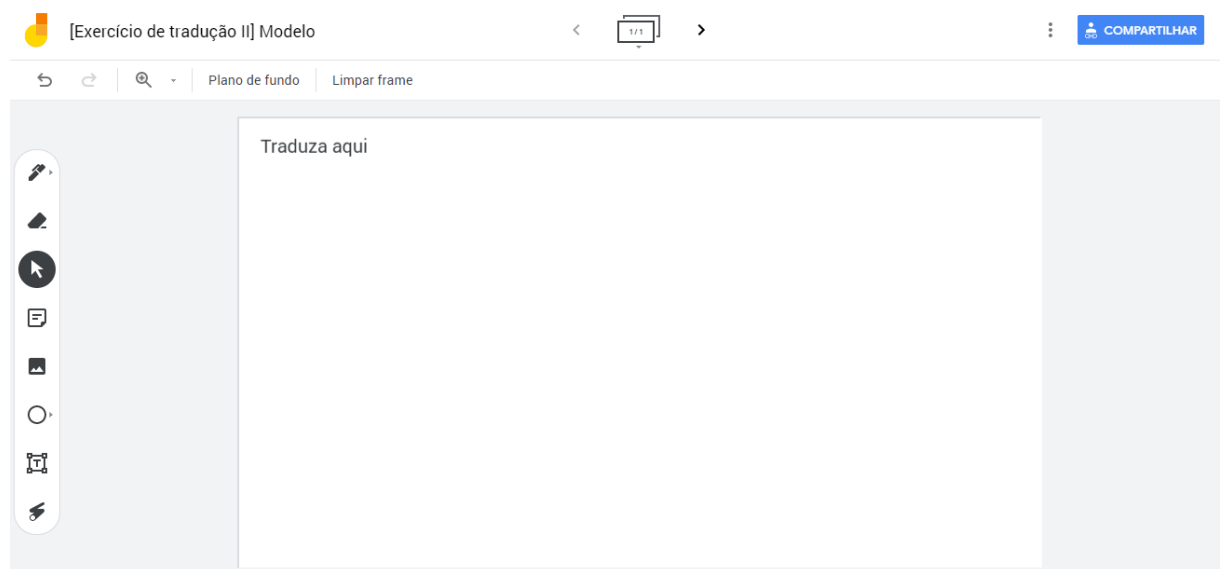 [Exercício de tradução II] Modelo
1/1
COMPARTILHAR
Plano de fundo
Limpar frame
Traduza aqui
T